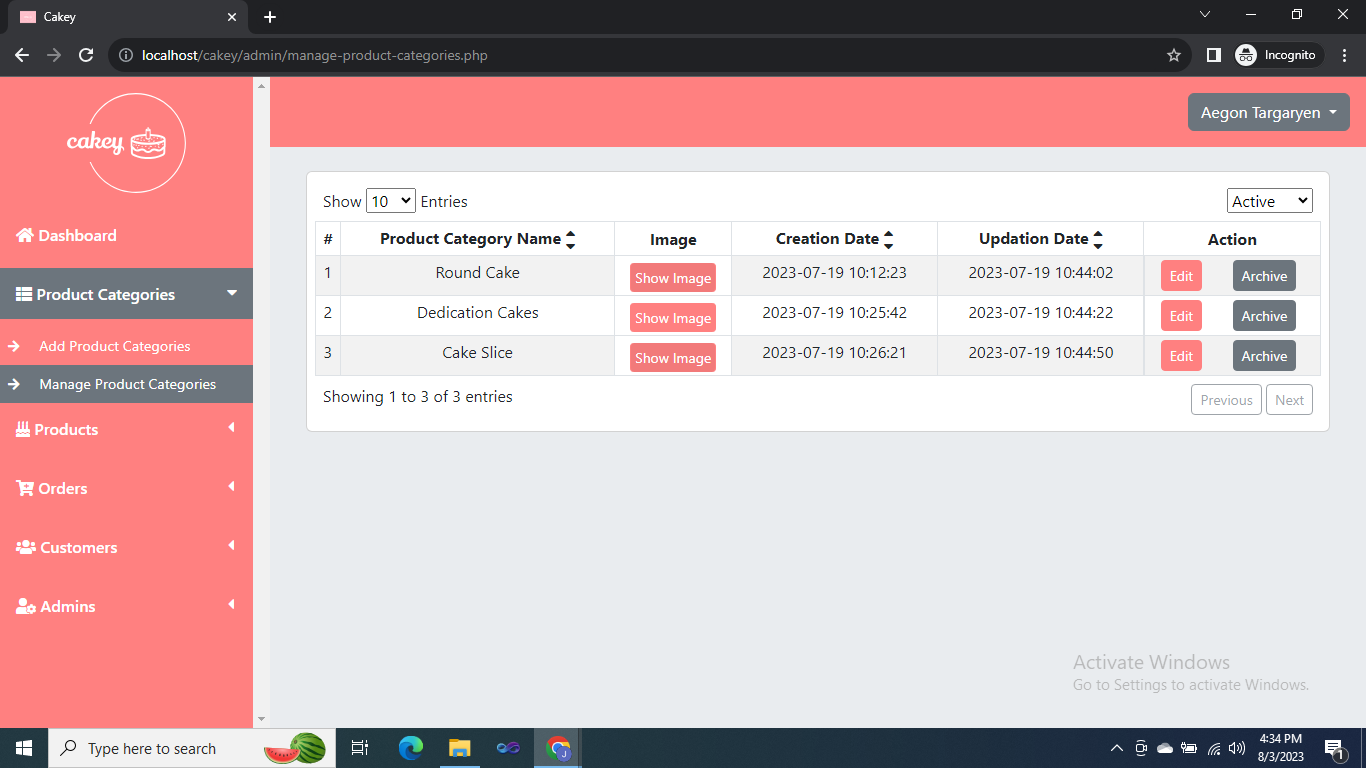 Cakey
localhost/cakey/admin/manage-product-categories.php
Incognito
cakey
Aegon Targaryen
Dashboard
Product Categories
Add Product Categories
Manage Product Categories
Products
Orders
Customers
Admins
Show 10 Entries
Active
# Product Category Name Image Creation Date Updation Date Action
1 Round Cake Show Image 2023-07-19 10:12:23 2023-07-19 10:44:02 Edit Archive
2 Dedication Cakes Show Image 2023-07-19 10:25:42 2023-07-19 10:44:22 Edit Archive
3 Cake Slice Show Image 2023-07-19 10:26:21 2023-07-19 10:44:50 Edit Archive
Showing 1 to 3 of 3 entries
Previous Next
Activate Windows
Go to Settings to activate Windows.
Type here to search
J
4:34 PM
8/3/2023
1